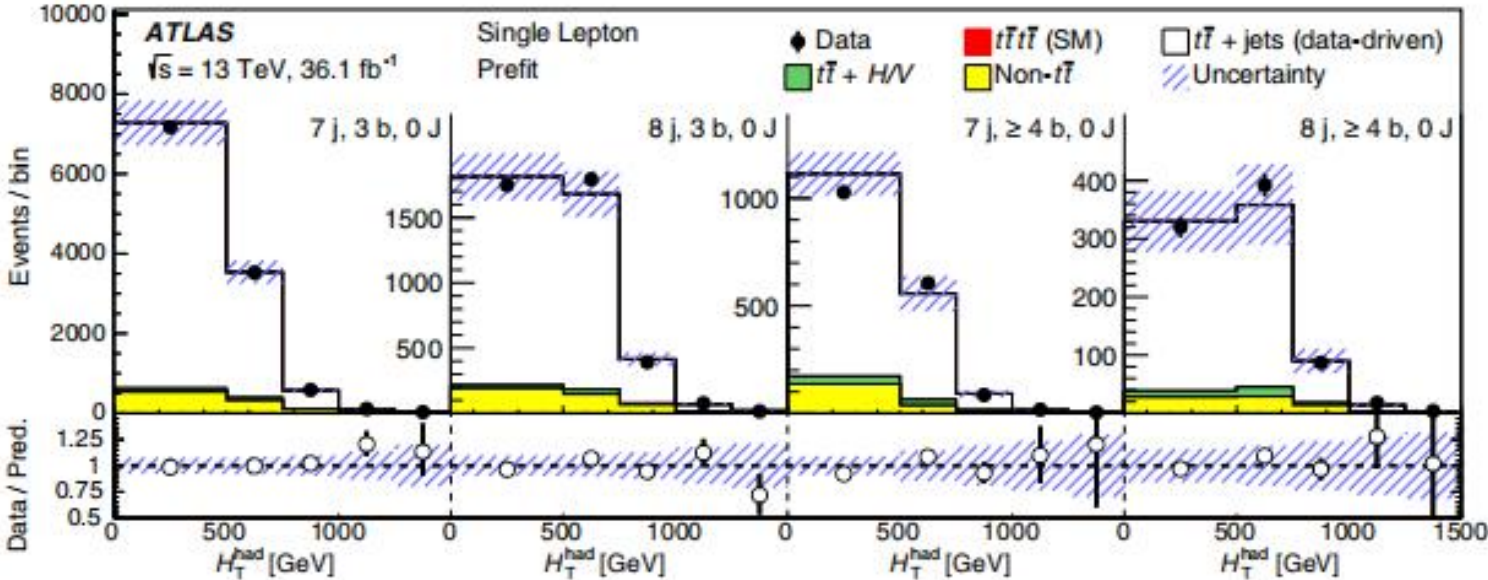 10000
8000
6000
4000
2000
0
Events / bin
ATLAS
√s = 13 TeV, 36.1 fb⁻¹
Single Lepton
Prefit
Data
tt̄tt̄ (SM)
tt̄ + jets (data-driven)
tt̄ + H/V
Non-tt̄
Uncertainty
7 j, 3 b, 0 J
8 j, 3 b, 0 J
7 j, ≥ 4 b, 0 J
8 j, ≥ 4 b, 0 J
1500
1000
500
1000
500
400
300
200
100
Data / Pred.
1.25
1
0.75
0.5
0 500 1000 0 500 1000 0 500 1000 0 500 1000 1500
H_T^had [GeV] H_T^had [GeV] H_T^had [GeV] H_T^had [GeV]